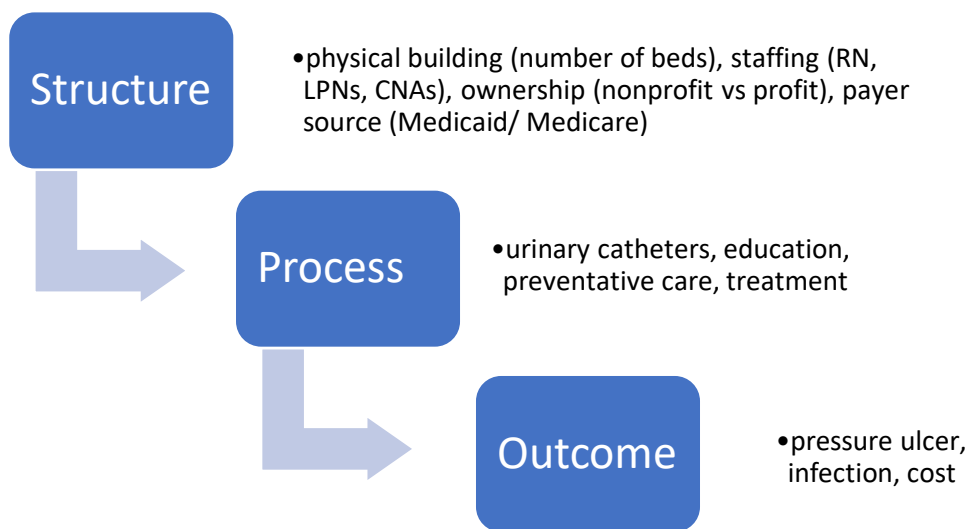 Structure
•physical building (number of beds), staffing (RN,
LPNs, CNAs), ownership (nonprofit vs profit), payer
source (Medicaid/ Medicare)
Process
•urinary catheters, education,
preventative care, treatment
Outcome
•pressure ulcer,
infection, cost